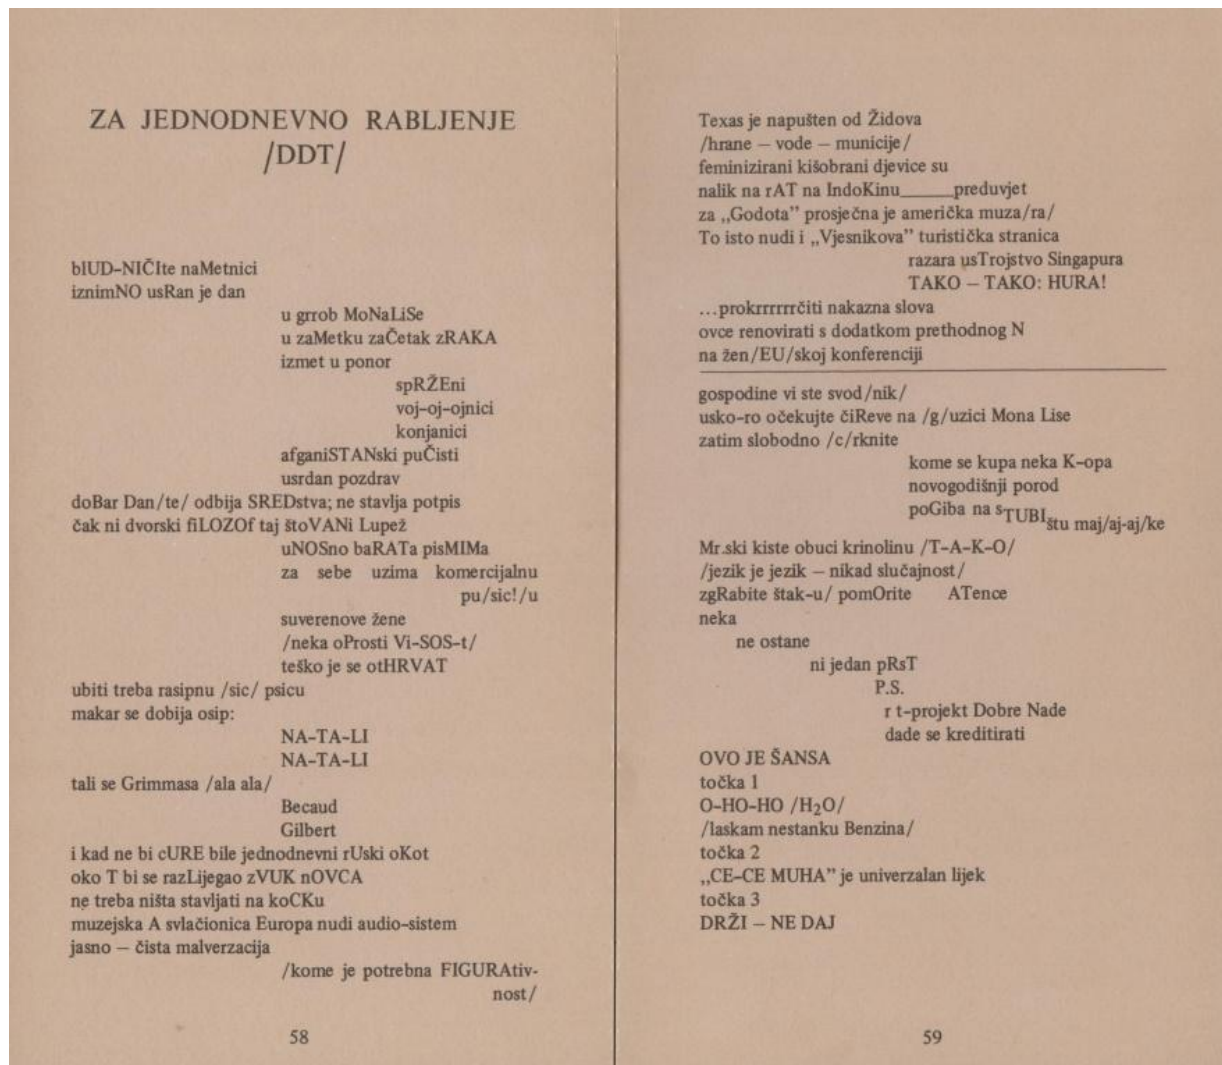 ZA JEDNODNEVNO RABLJENJE
/DDT/
blUD–NIČIte naMetnici
iznimNO usRan je dan
u grrob MoNaLiSe
u zaMetku zaČetak zRAKA
izmet u ponor
spRŽEni
voj–oj–ojnici
konjanici
afganiSTANski puČisti
usrdan pozdrav
doBar Dan/te/ odbija SREDstva; ne stavlja potpis
čak ni dvorski fiLOZOf taj štoVANi Lupež
uNOSno baRATa pisMIMa
za sebe uzima komercijalnu
pu/sic!/u
suverenove žene
/neka oProsti Vi–SOS–t/
teško je se otHRVAT
ubiti treba rasipnu /sic/ psicu
makar se dobija osip:
NA–TA–LI
NA–TA–LI
tali se Grimmasa /ala ala/
Becaud
Gilbert
i kad ne bi cURE bile jednodnevni rUski oKot
oko T bi se razLijegao zVUK nOVCA
ne treba ništa stavljati na koCKu
muzejska A svlačionica Europa nudi audio–sistem
jasno — čista malverzacija
/kome je potrebna FIGURAtiv-
nost/
58
Texas je napušten od Židova
/hrane — vode — municije/
feminizirani kišobrani djevice su
nalik na rAT na IndoKinu______preduvjet
za „Godota” prosječna je američka muza/ra/
To isto nudi i „Vjesnikova” turistička stranica
razara usTrojstvo Singapura
TAKO — TAKO: HURA!
...prokrrrrrrčiti nakazna slova
ovce renovirati s dodatkom prethodnog N
na žen/EU/skoj konferenciji
gospodine vi ste svod/nik/
usko–ro očekujte čiReve na /g/uzici Mona Lise
zatim slobodno /c/rknite
kome se kupa neka K–opa
novogodišnji porod
poGiba na sTUBIštu maj/aj–aj/ke
Mr.ski kiste obuci krinolinu /T–A–K–O/
/jezik je jezik — nikad slučajnost/
zgRabite štak–u/ pomOrite ATence
neka
ne ostane
ni jedan pRsT
P.S.
r t–projekt Dobre Nade
dade se kreditirati
OVO JE ŠANSA
točka 1
O–HO–HO /H₂O/
/laskam nestanku Benzina/
točka 2
„CE–CE MUHA” je univerzalan lijek
točka 3
DRŽI — NE DAJ
59